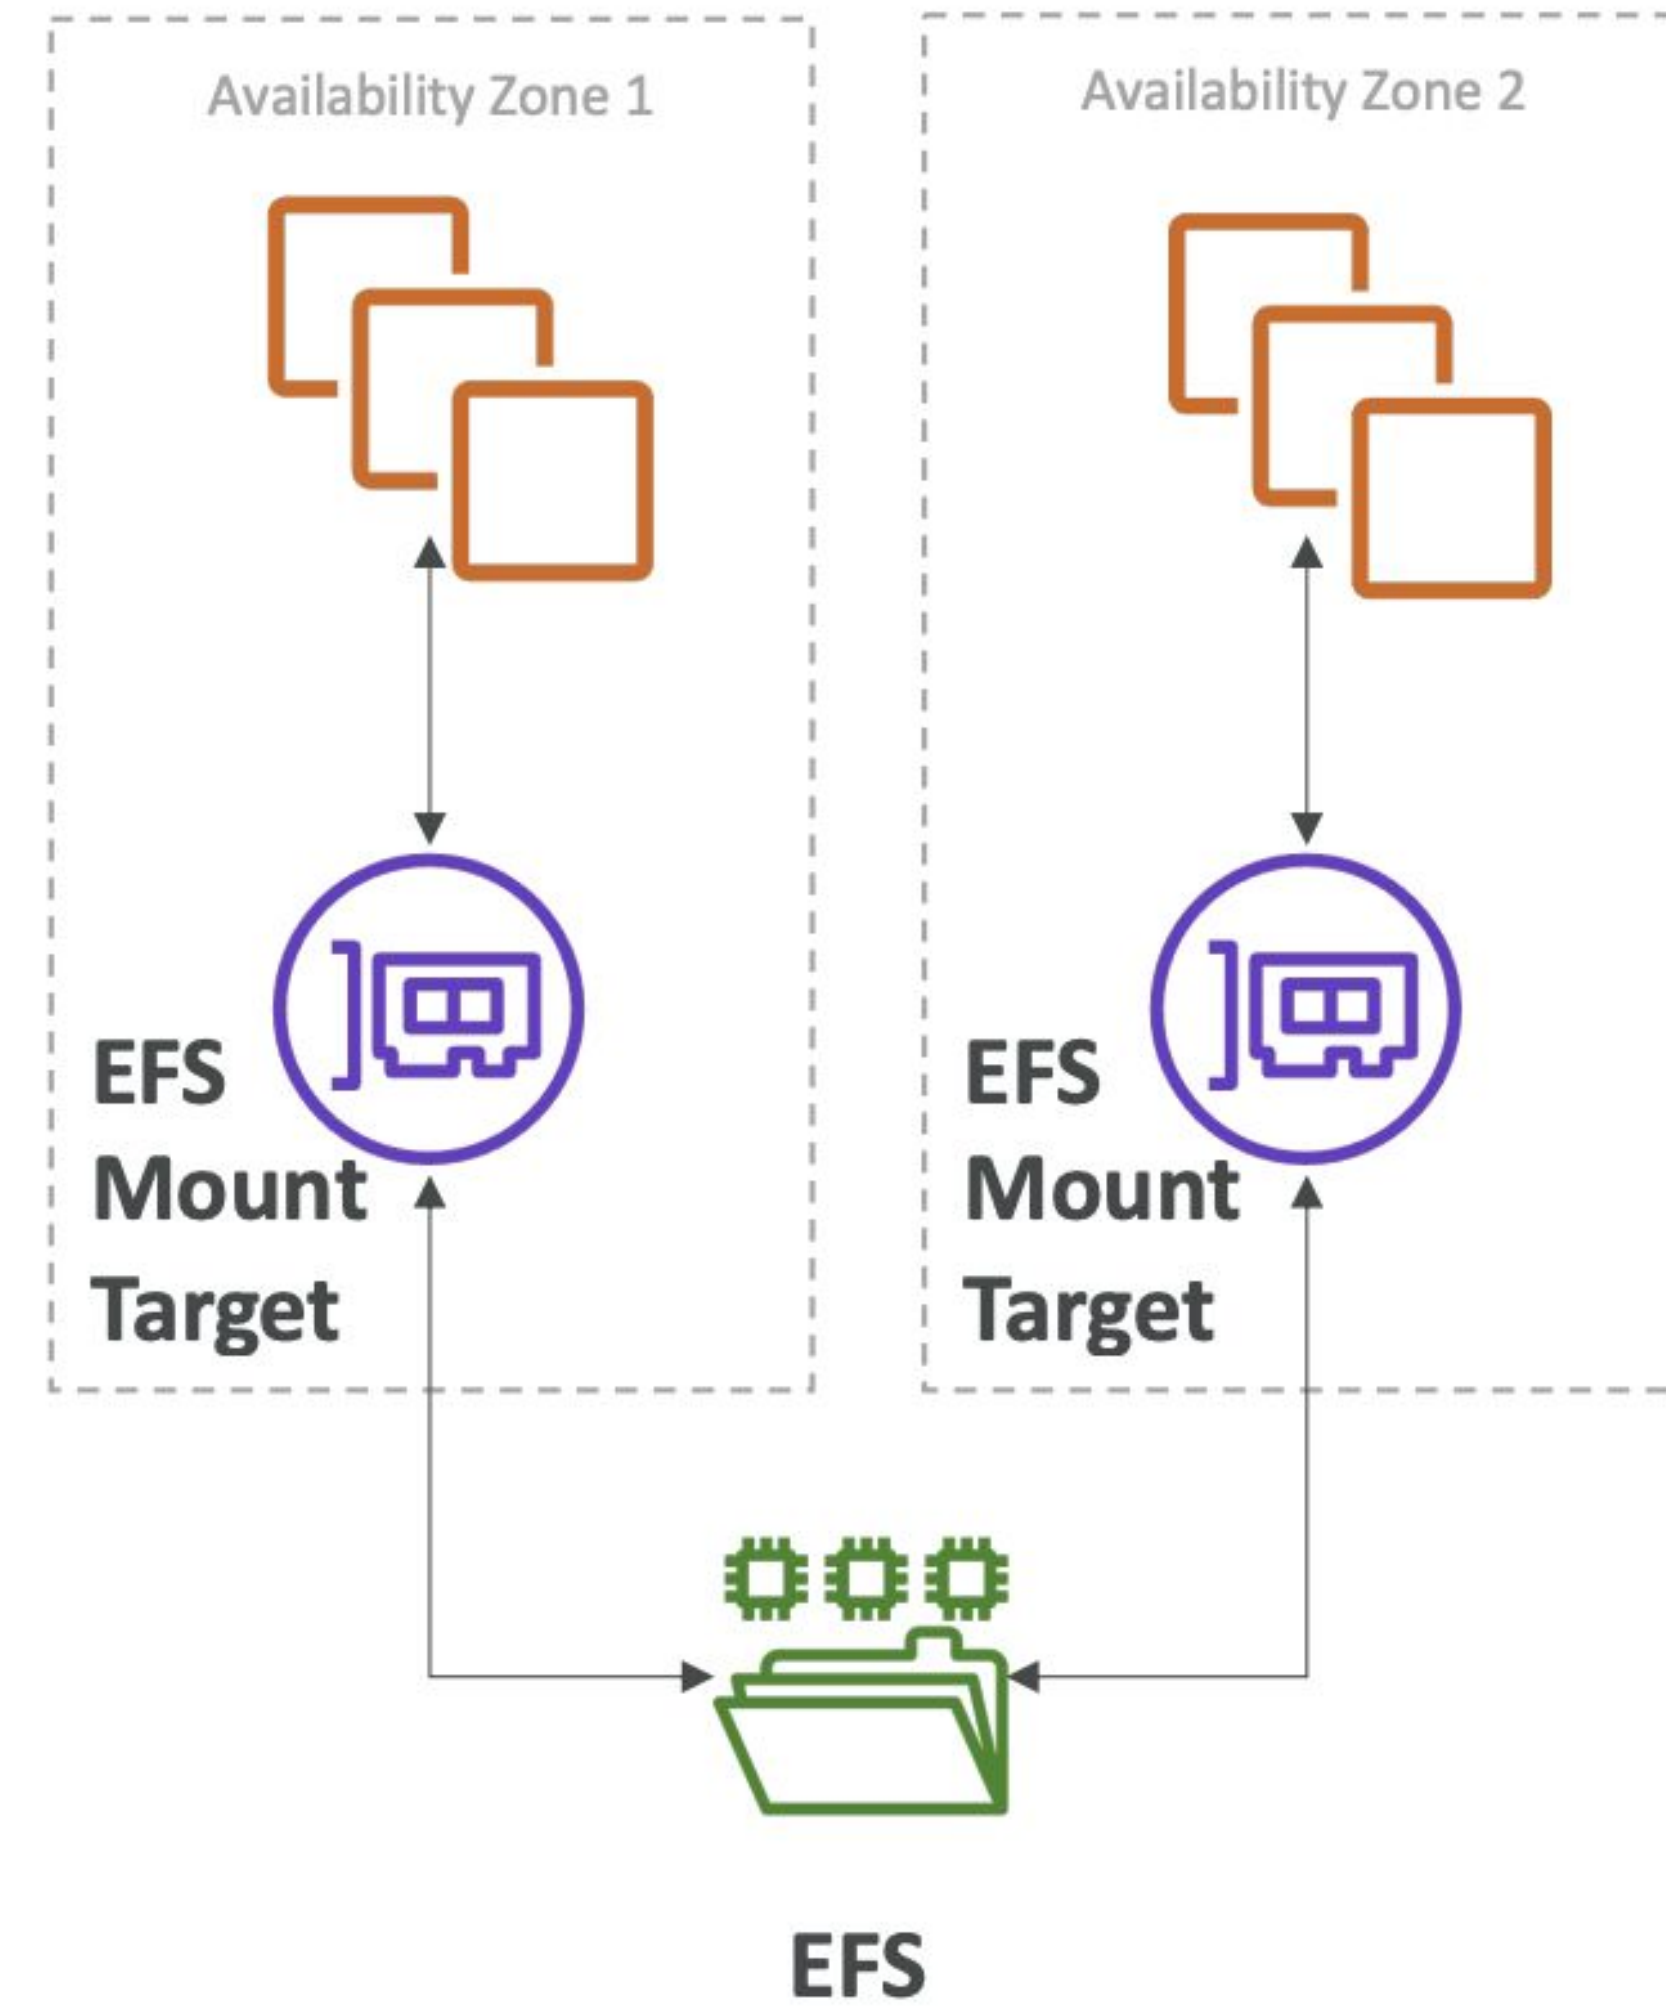 Availability Zone 1
Availability Zone 2
EFS
Mount
Target
EFS
Mount
Target
EFS